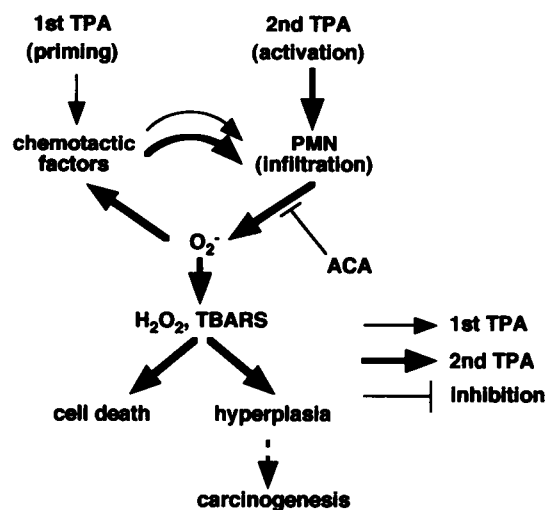 1st TPA
(priming)
2nd TPA
(activation)
chemotactic
factors
PMN
(infiltration)
O₂⁻
ACA
H₂O₂, TBARS
1st TPA
2nd TPA
inhibition
cell death
hyperplasia
carcinogenesis